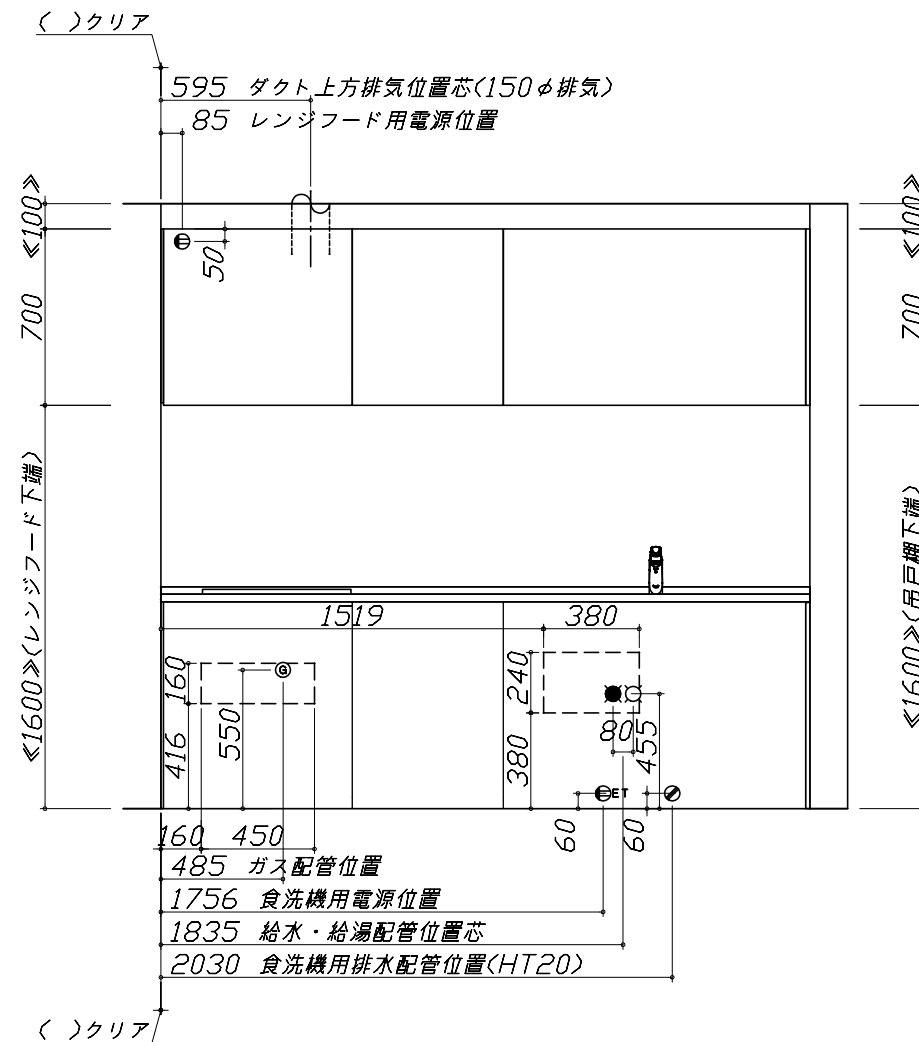 ( )クリア
595 ダクト上方排気位置芯(150φ排気)
85 レンジフード用電源位置
≪100≫
≪100≫
50
700
700
≪1600≫(レンジフード下端)
≪1600≫(吊戸棚下端)
1519
380
160
G
550
416
240
380
80
455
ET
60
60
160
450
485 ガス配管位置
1756 食洗機用電源位置
1835 給水・給湯配管位置芯
2030 食洗機用排水配管位置(HT20)
( )クリア